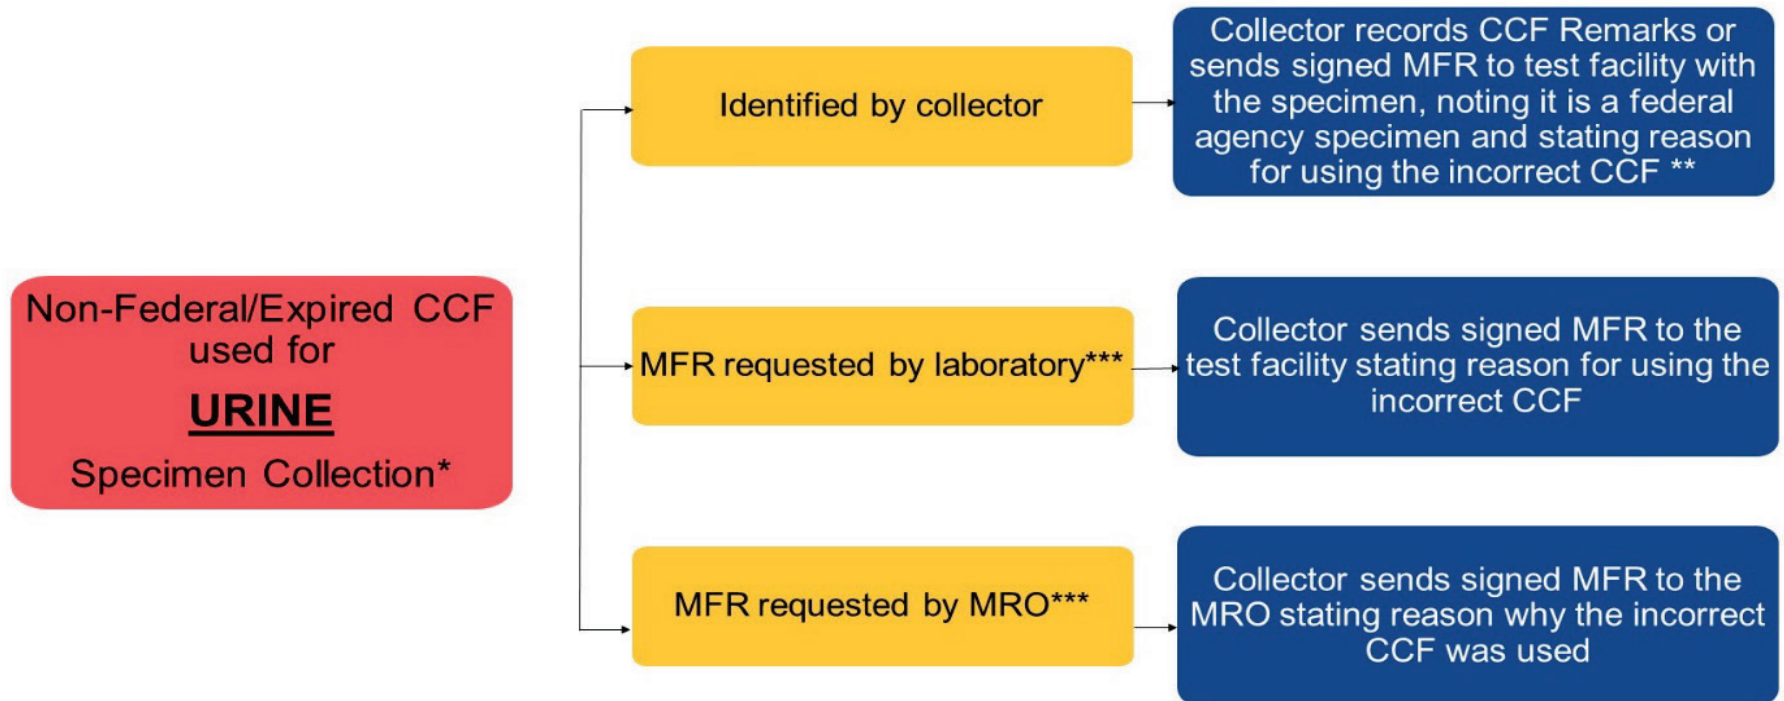 Non-Federal/Expired CCF
used for
URINE
Specimen Collection*
Identified by collector
Collector records CCF Remarks or
sends signed MFR to test facility with
the specimen, noting it is a federal
agency specimen and stating reason
for using the incorrect CCF **
MFR requested by laboratory***
Collector sends signed MFR to the
test facility stating reason for using the
incorrect CCF
MFR requested by MRO***
Collector sends signed MFR to the
MRO stating reason why the incorrect
CCF was used